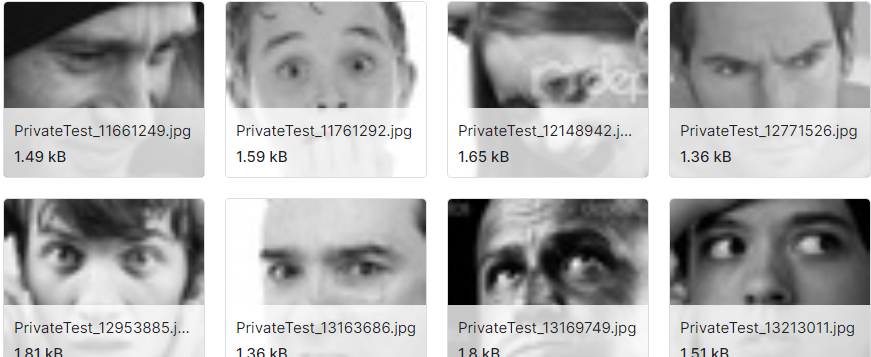 PrivateTest_11661249.jpg
1.49 kB
PrivateTest_11761292.jpg
1.59 kB
PrivateTest_12148942.j...
1.65 kB
PrivateTest_12771526.jpg
1.36 kB
PrivateTest_12953885.j...
1.81 kB
PrivateTest_13163686.jpg
1.36 kB
PrivateTest_13169749.jpg
1.8 kB
PrivateTest_13213011.jpg
1.51 kB